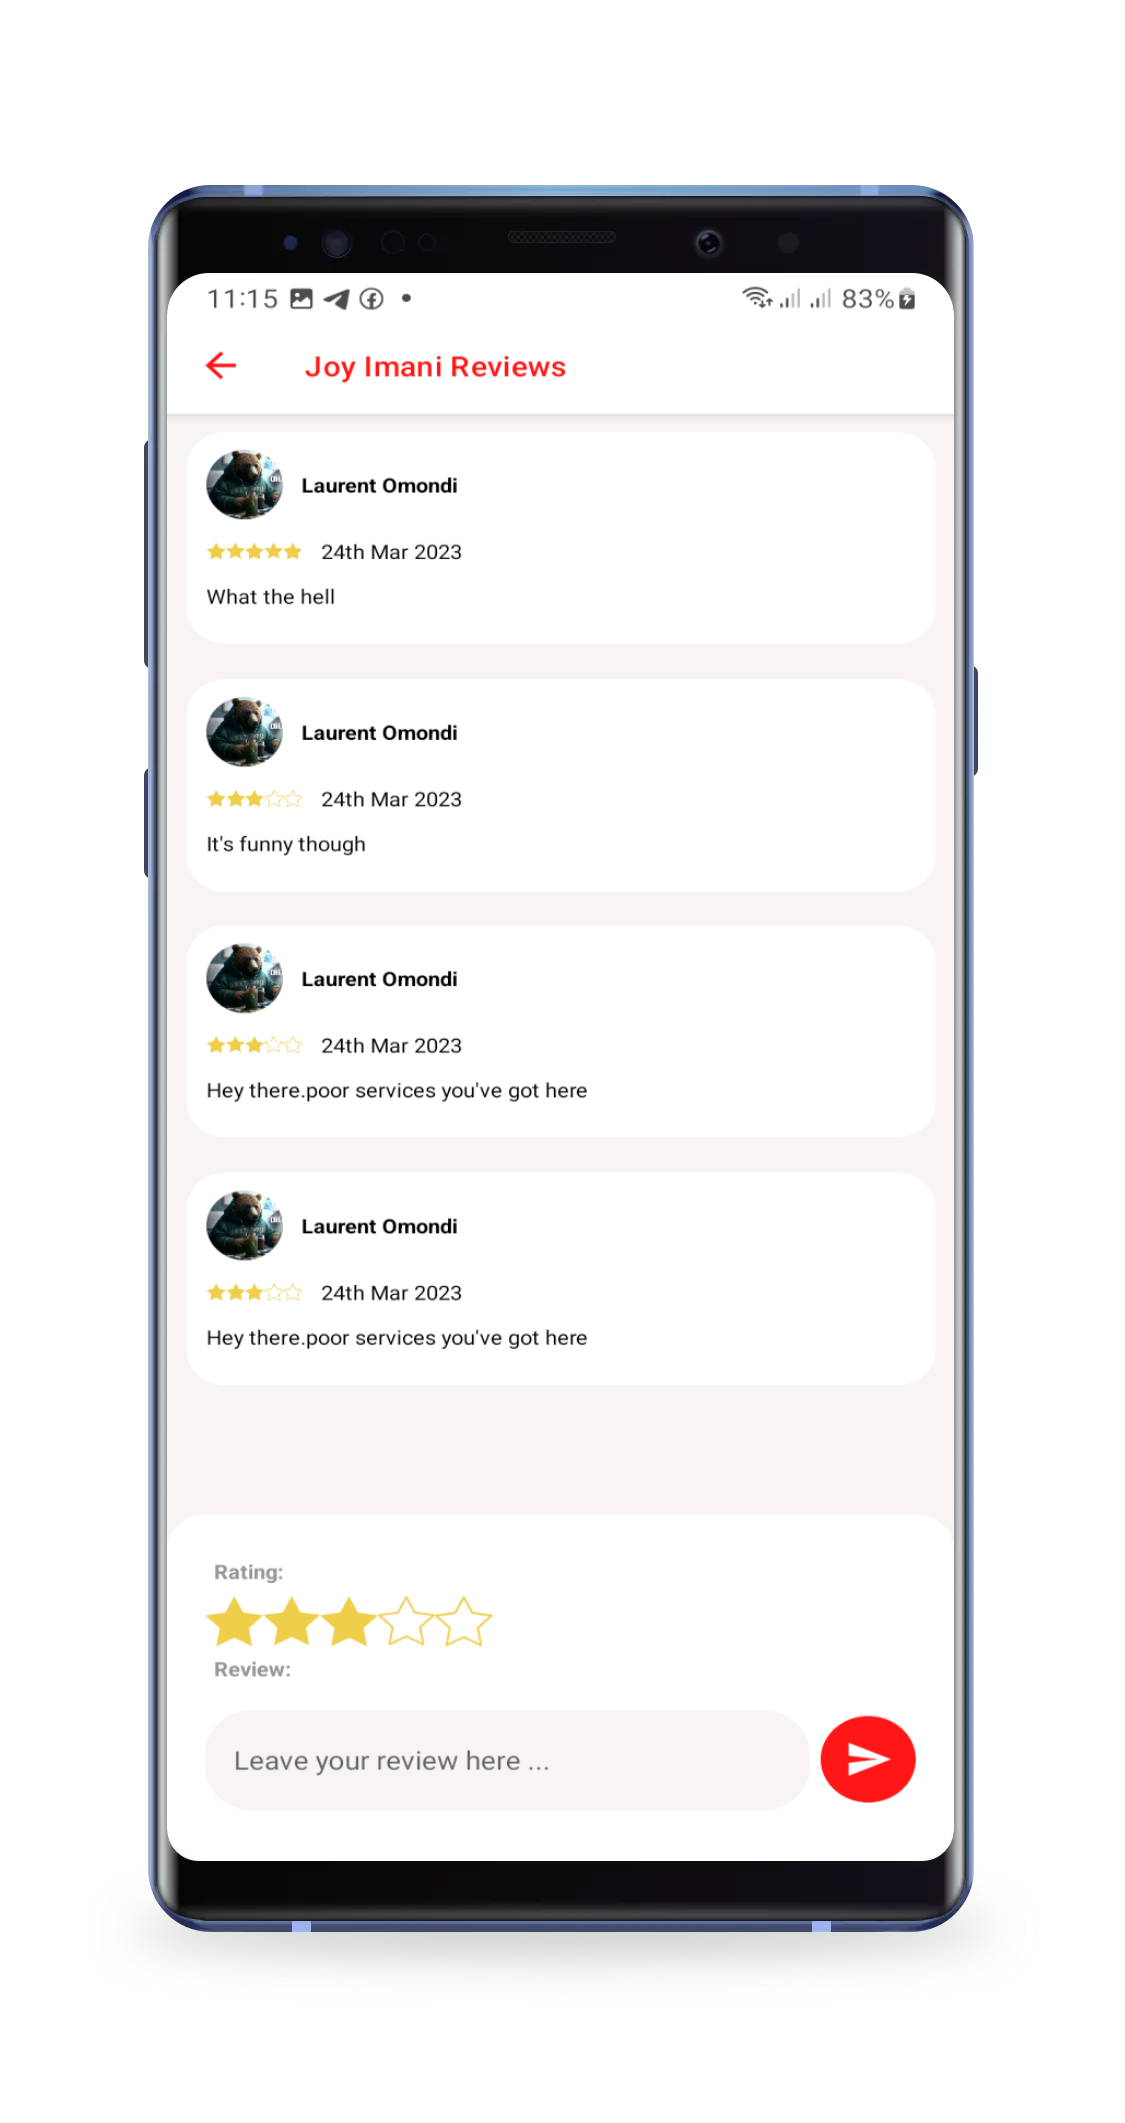 11:15 83%
Joy Imani Reviews
Laurent Omondi
24th Mar 2023
What the hell
Laurent Omondi
24th Mar 2023
It's funny though
Laurent Omondi
24th Mar 2023
Hey there.poor services you've got here
Laurent Omondi
24th Mar 2023
Hey there.poor services you've got here
Rating:
Review:
Leave your review here ...